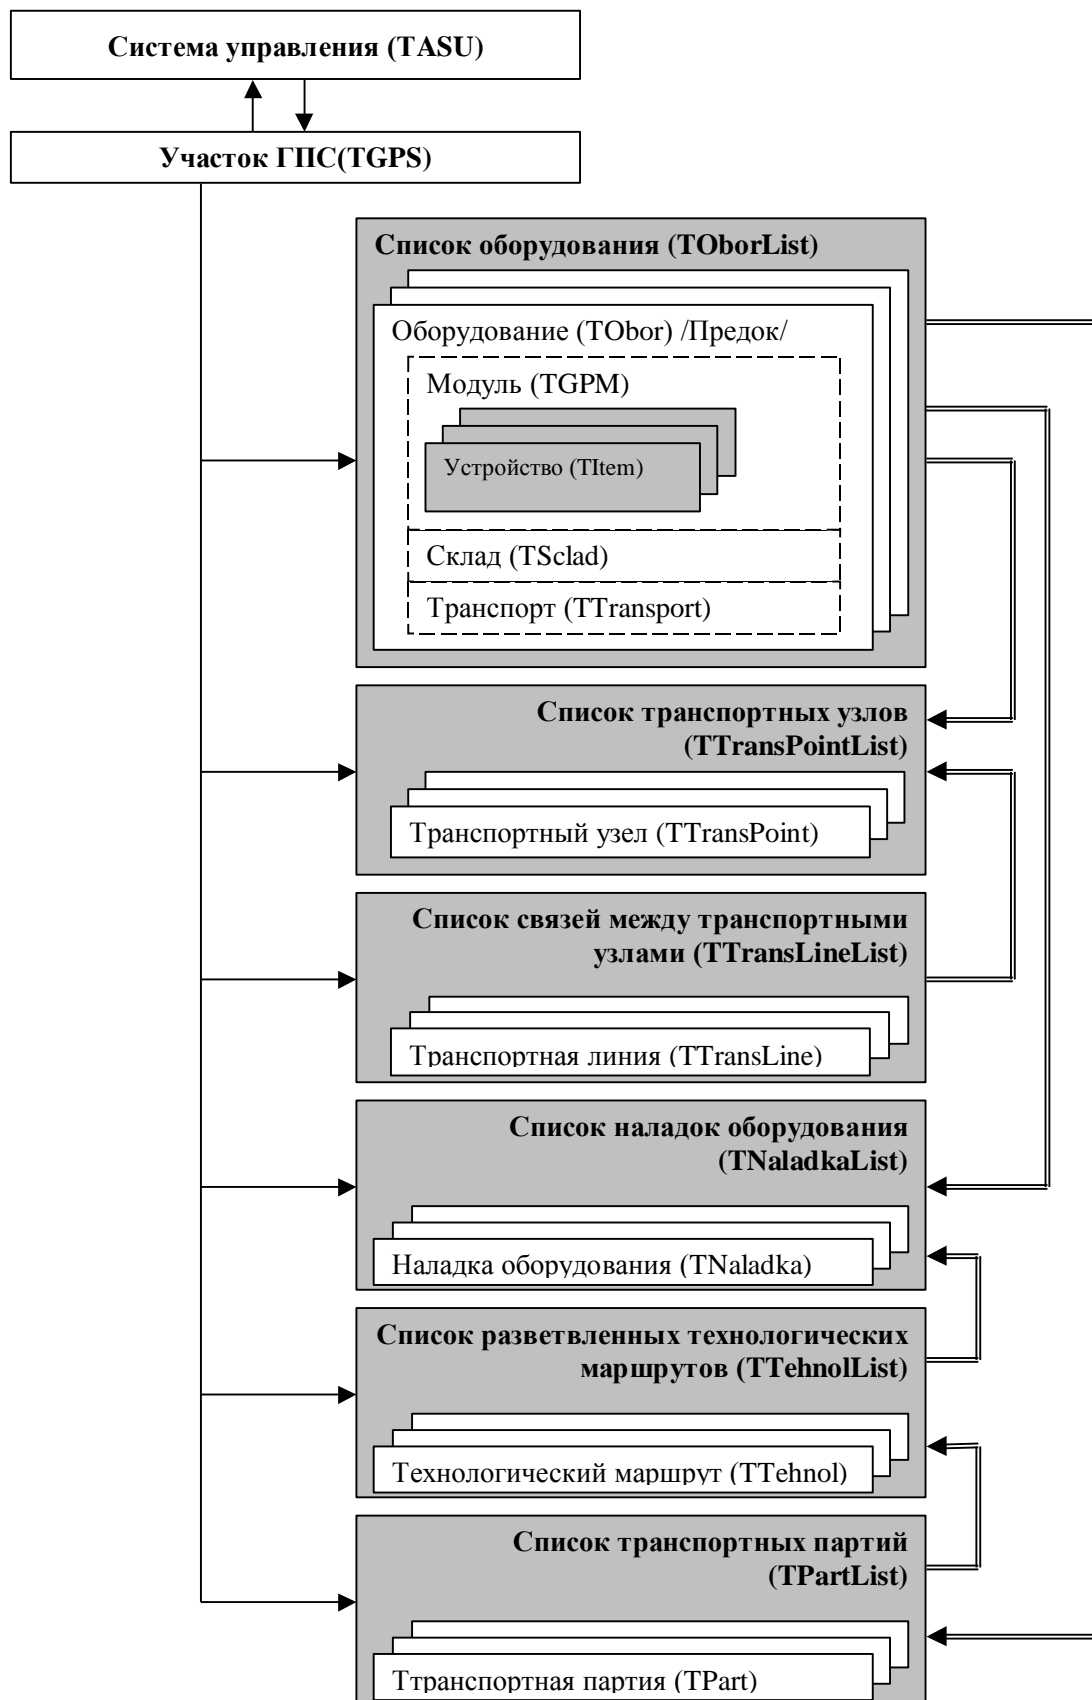 Система управления (TASU)
Участок ГПС(TGPS)
Список оборудования (TOborList)
Оборудование (TObor) /Предок/
Модуль (TGPM)
Устройство (TItem)
Склад (TSclad)
Транспорт (TTransport)
Список транспортных узлов
(TTransPointList)
Транспортный узел (TTransPoint)
Список связей между транспортными
узлами (TTransLineList)
Транспортная линия (TTransLine)
Список наладок оборудования
(TNaladkaList)
Наладка оборудования (TNaladka)
Список разветвленных технологических
маршрутов (TTehnolList)
Технологический маршрут (TTehnol)
Список транспортных партий
(TPartList)
Ттранспортная партия (TPart)